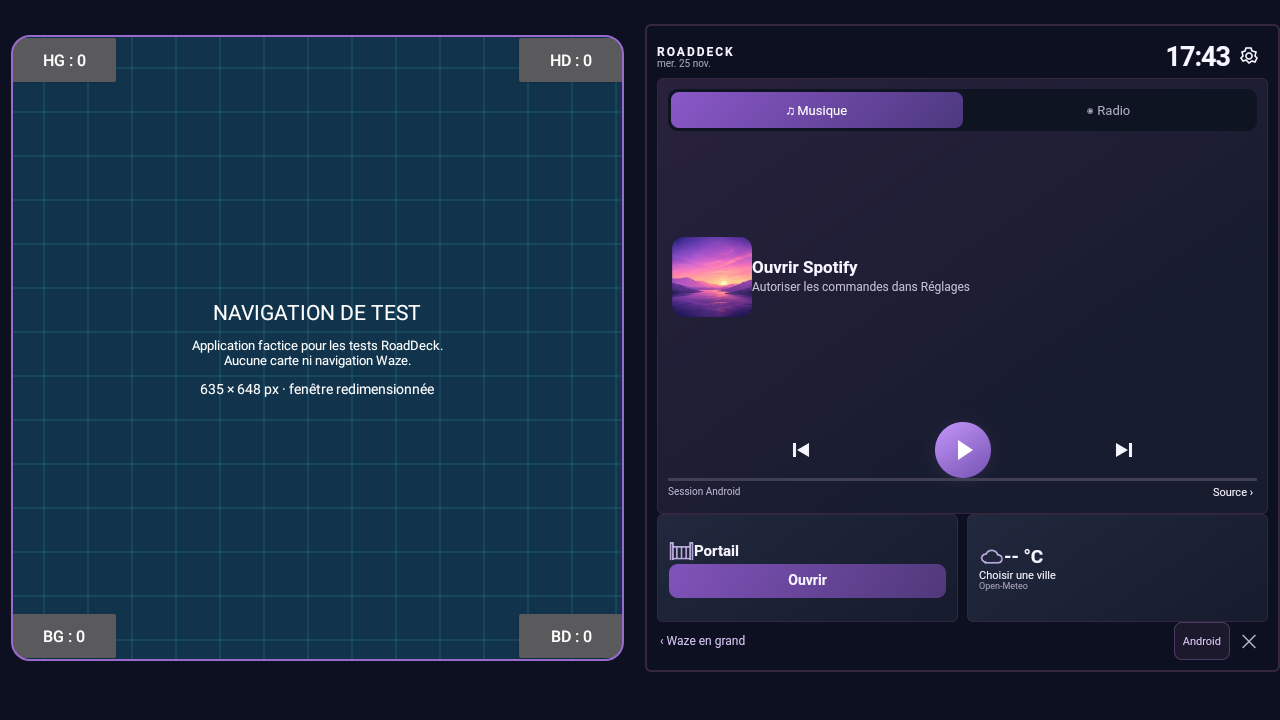 HG : 0
HD : 0
NAVIGATION DE TEST
Application factice pour les tests RoadDeck.
Aucune carte ni navigation Waze.
635 × 648 px · fenêtre redimensionnée
BG : 0
BD : 0
ROADDECK
mer. 25 nov.
17:43
♫ Musique
◉ Radio
Ouvrir Spotify
Autoriser les commandes dans Réglages
Session Android
Source ›
Portail
Ouvrir
-- °C
Choisir une ville
Open-Meteo
‹ Waze en grand
Android